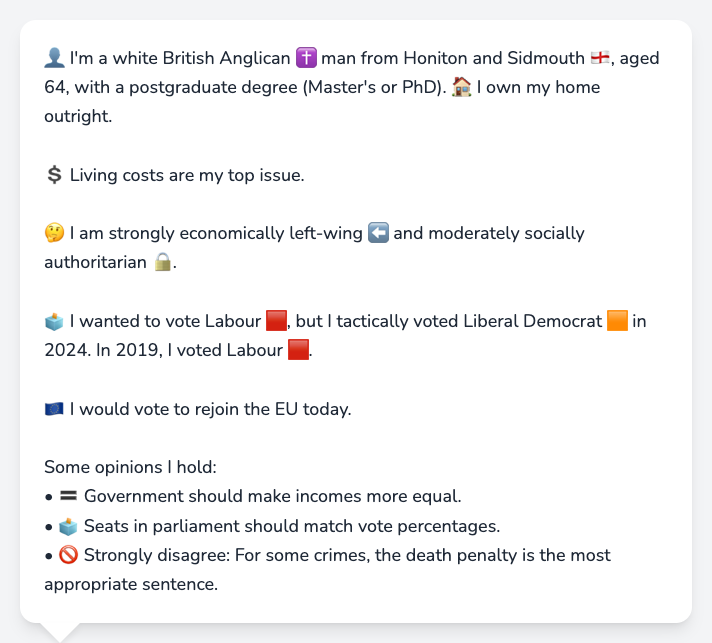 👤 I'm a white British Anglican ✝️ man from Honiton and Sidmouth 🏴󠁧󠁢󠁥󠁮󠁧󠁿, aged
64, with a postgraduate degree (Master's or PhD). 🏠 I own my home
outright.
💲 Living costs are my top issue.
🤔 I am strongly economically left-wing ⬅️ and moderately socially
authoritarian 🔒.
🗳️ I wanted to vote Labour 🟥, but I tactically voted Liberal Democrat 🟧 in
2024. In 2019, I voted Labour 🟥.
🇪🇺 I would vote to rejoin the EU today.
Some opinions I hold:
• 🟰 Government should make incomes more equal.
• 🗳️ Seats in parliament should match vote percentages.
• 🚫 Strongly disagree: For some crimes, the death penalty is the most
appropriate sentence.